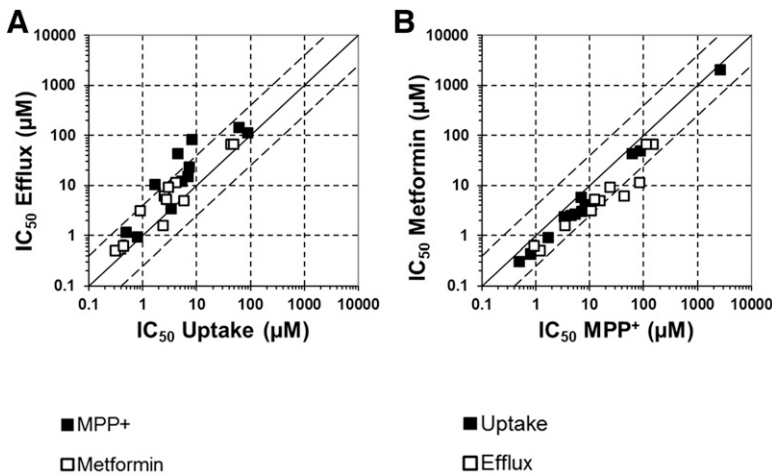 A
B
IC50 Efflux (µM)
10000
1000
100
10
1
0.1
0.1 1 10 100 1000 10000
IC50 Uptake (µM)
IC50 Metformin (µM)
10000
1000
100
10
1
0.1
0.1 1 10 100 1000 10000
IC50 MPP+ (µM)
MPP+
Metformin
Uptake
Efflux